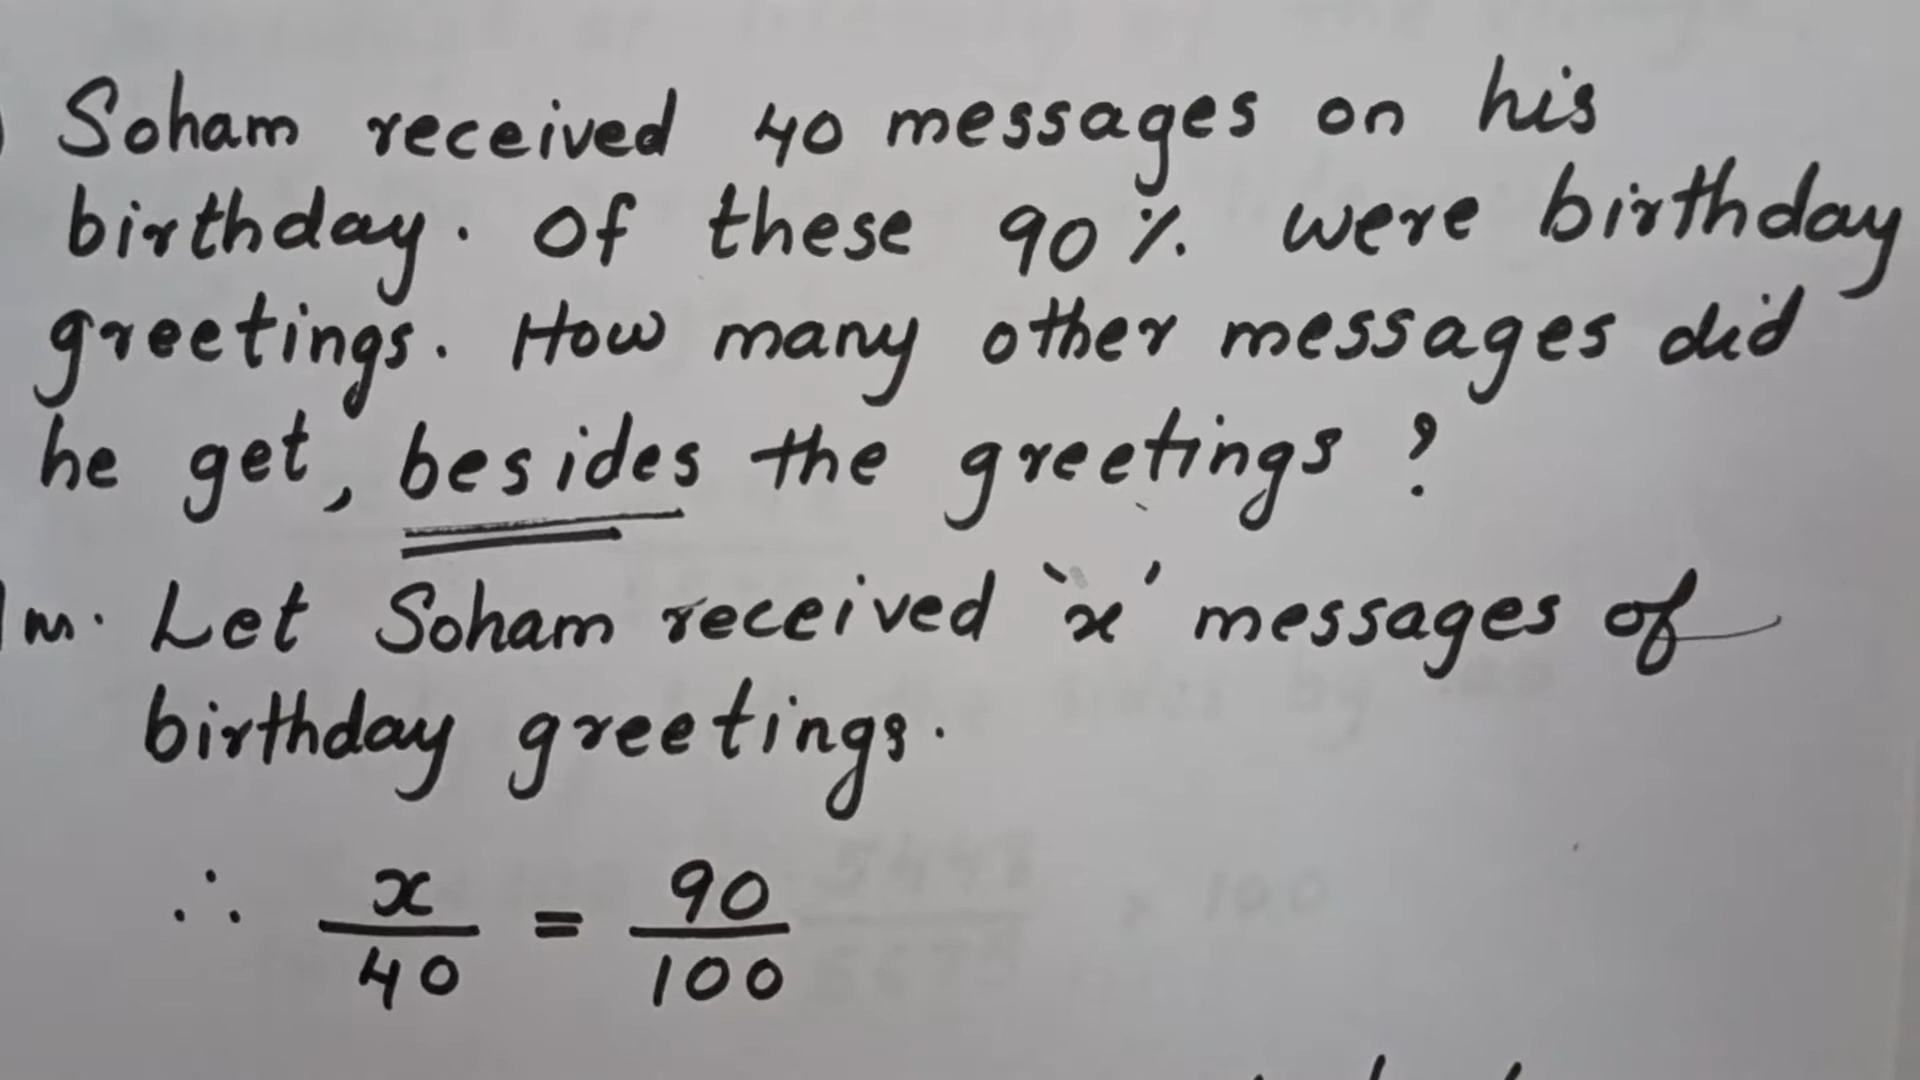 Soham received 40 messages on his
birthday. Of these 90%. were birthday
greetings. How many other messages did
he get, besides the greetings?
m. Let Soham received 'x' messages of
birthday greetings.
∴ x/40 = 90/100